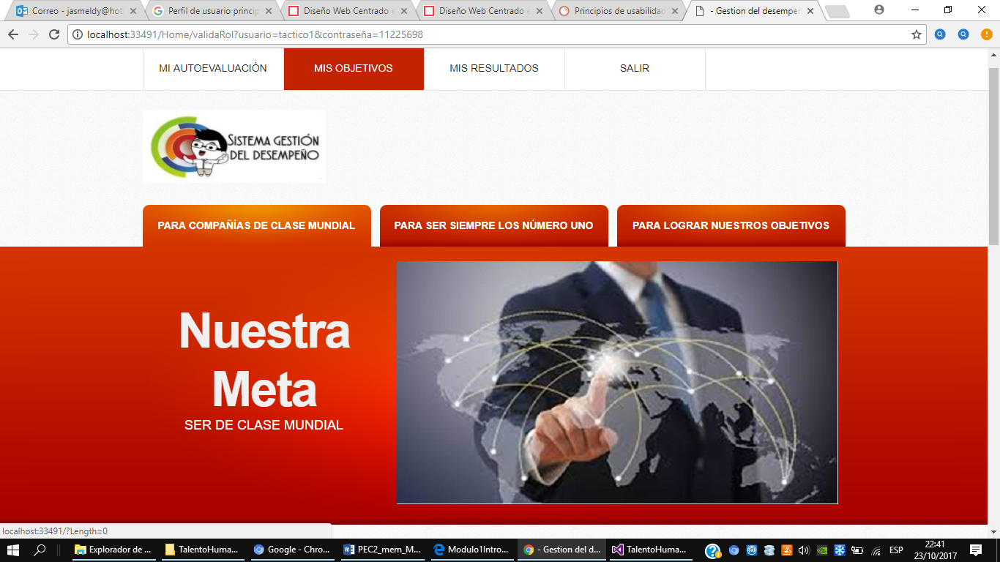 Correo - jasmeldy@hot
Perfil de usuario princip
Diseño Web Centrado e
Diseño Web Centrado e
Principios de usabilidad
- Gestion del desempeñ
localhost:33491/Home/validaRol?usuario=tactico1&contraseña=11225698
MI AUTOEVALUACIÓN
MIS OBJETIVOS
MIS RESULTADOS
SALIR
SISTEMA GESTIÓN
DEL DESEMPEÑO
PARA COMPAÑÍAS DE CLASE MUNDIAL
PARA SER SIEMPRE LOS NÚMERO UNO
PARA LOGRAR NUESTROS OBJETIVOS
Nuestra
Meta
SER DE CLASE MUNDIAL
localhost:33491/?Length=0
Explorador de ...
TalentoHuma...
Google - Chro...
PEC2_mem_M...
Modulo1Intro...
- Gestion del d...
TalentoHuma...
ESP
22:41
23/10/2017